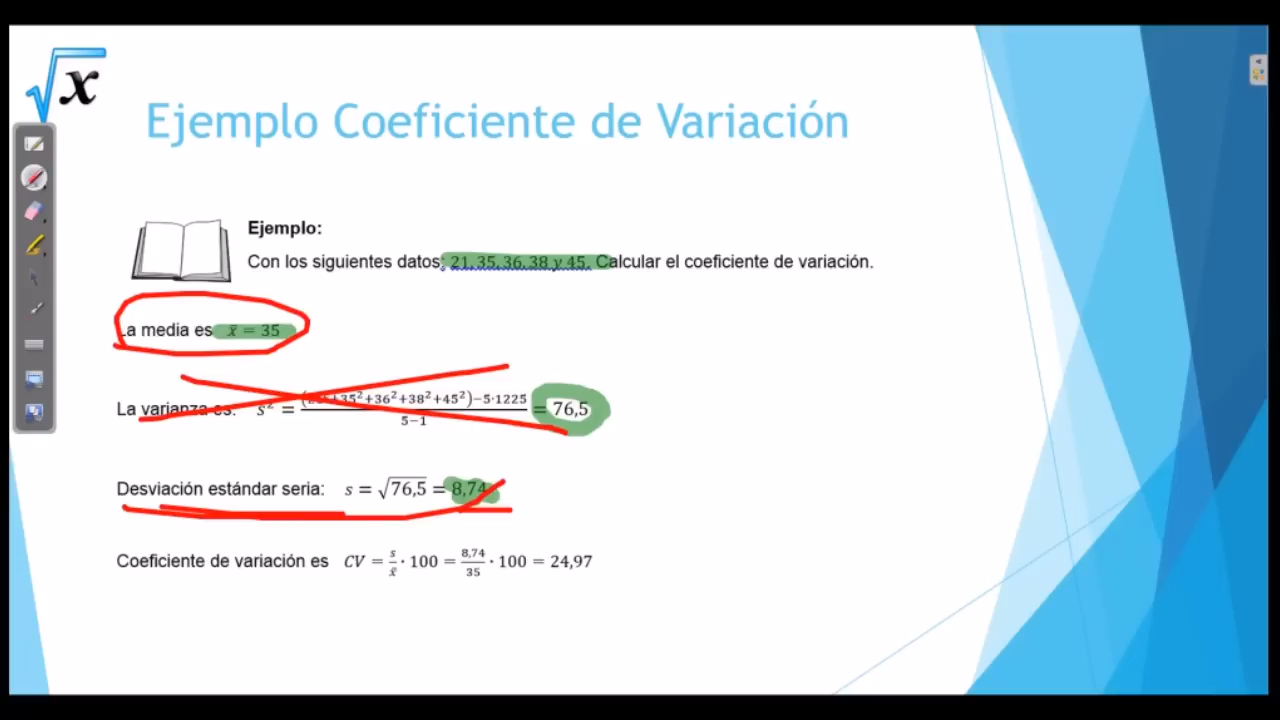 √x
Ejemplo Coeficiente de Variación
Ejemplo:
Con los siguientes datos: 21, 35, 36, 38 y 45. Calcular el coeficiente de variación.
La media es x̄ = 35
La varianza es: s² = (+35²+36²+38²+45²)−5·1225 / 5−1 = 76,5
Desviación estándar seria: s = √76,5 = 8,74
Coeficiente de variación es CV = s/x̄ · 100 = 8,74/35 · 100 = 24,97